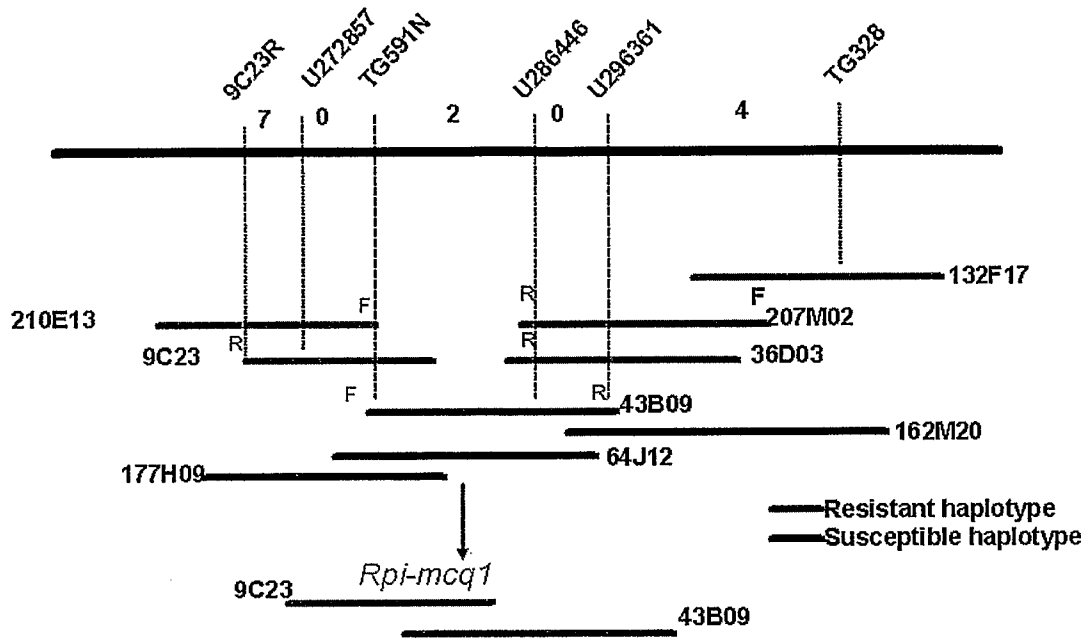 9C23R
U272857
TG591N
U286446
U296361
TG328
7 0 2 0 4
132F17
F R F
210E13 207M02
R R
9C23 36D03
F R
43B09
162M20
64J12
177H09
Resistant haplotype
Susceptible haplotype
Rpi-mcq1
9C23
43B09